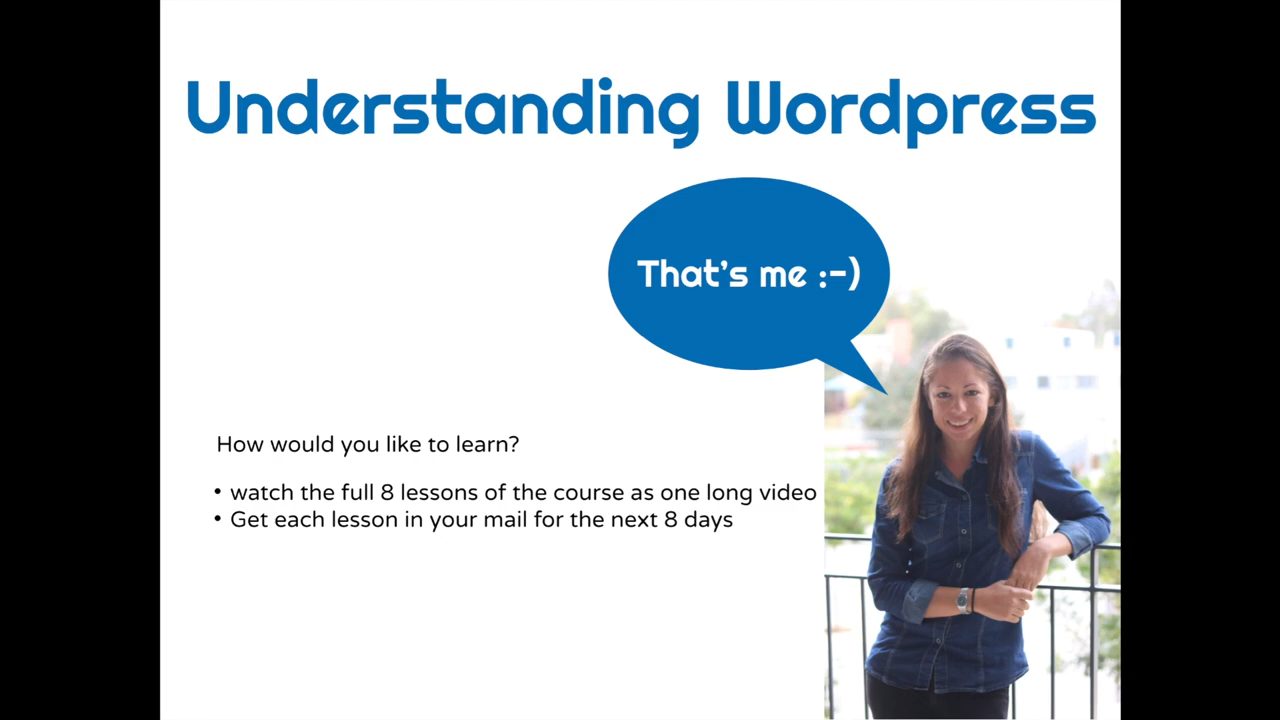 Understanding Wordpress
That's me :-)
How would you like to learn?
• watch the full 8 lessons of the course as one long video
• Get each lesson in your mail for the next 8 days